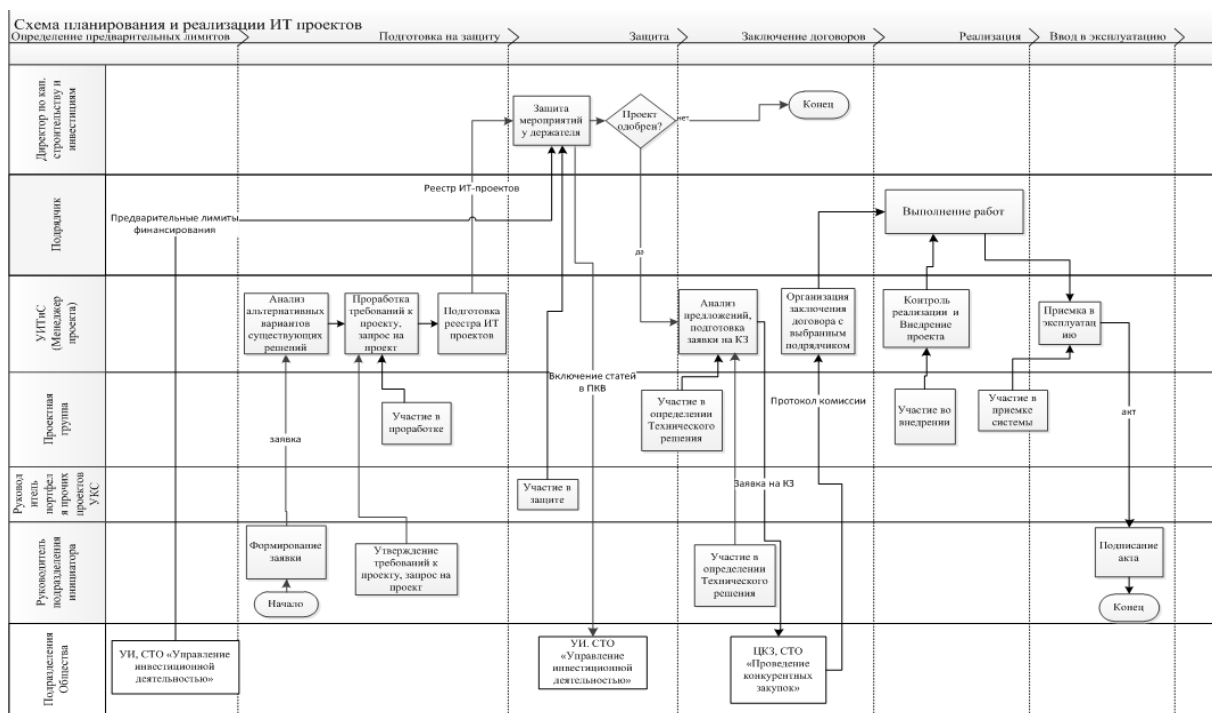 Схема планирования и реализации ИТ проектов
Определение предварительных лимитов
Подготовка на защиту
Защита
Заключение договоров
Реализация
Ввод в эксплуатацию
Директор по кап.
строительству и
инвестициям
Защита
мероприятий
у держателя
Проект
одобрен?
нет
Конец
да
Подрядчик
Предварительные лимиты
финансирования
Реестр ИТ-проектов
Выполнение работ
УИТиС
(Менеджер
проекта)
Анализ
альтернативных
вариантов
существующих
решений
Проработка
требований к
проекту,
запрос на
проект
Подготовка
реестра ИТ
проектов
Анализ
предложений,
подготовка
заявки на КЗ
Организация
заключения
договора с
выбранным
подрядчиком
Контроль
реализации и
Внедрение
проекта
Приемка в
эксплуатац
ию
Включение статей
в ПКВ
Проектная
группа
заявка
Участие в
проработке
Участие в
определении
Технического
решения
Протокол комиссии
Участие во
внедрении
Участие в
приемке
системы
акт
Руковод
итель
портфел
я прочих
проектов
УКС
Участие в
защите
Заявка на КЗ
Руководитель
подразделения
инициатора
Формирование
заявки
Начало
Утверждение
требований к
проекту, запрос на
проект
Участие в
определении
Технического
решения
Подписание
акта
Конец
Подразделения
Общества
УИ, СТО «Управление
инвестиционной
деятельностью»
УИ. СТО
«Управление
инвестиционной
деятельностью»
ЦКЗ, СТО
«Проведение
конкурентных
закупок»